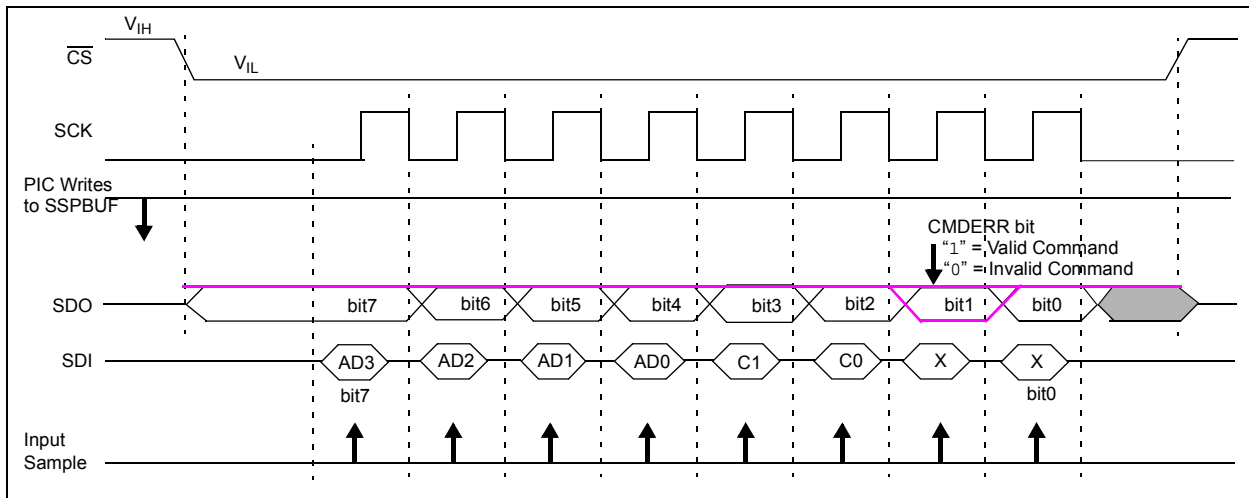 VIH
CS
VIL
SCK
PIC Writes
to SSPBUF
CMDERR bit
“1” = Valid Command
“0” = Invalid Command
SDO bit7 bit6 bit5 bit4 bit3 bit2 bit1 bit0
SDI AD3 AD2 AD1 AD0 C1 C0 X X
bit7 bit0
Input
Sample